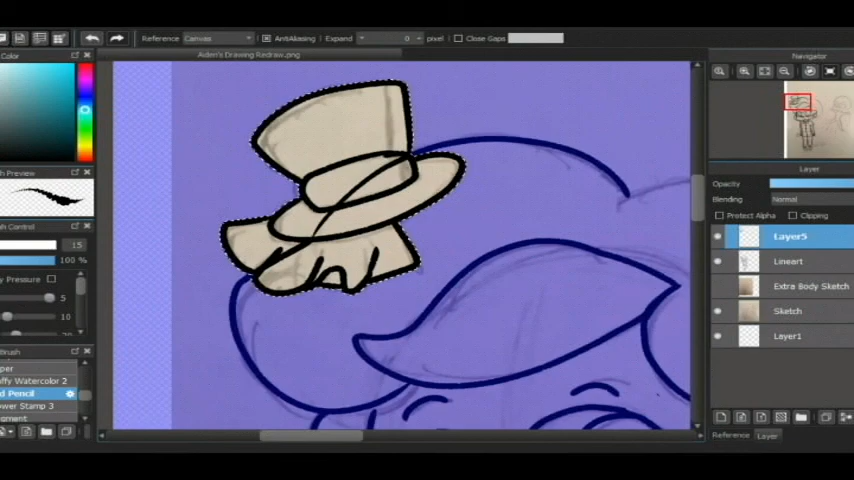 Reference Canvas AntiAliasing Expand 0 pixel Close Gaps
Aiden's Drawing Redraw.png
Color
Navigator
Preview
Control
15
100 %
Pressure
5
10
Brush
Watercolor 2
Pencil
Stamp 3
Layer
Opacity
Blending Normal
Protect Alpha Clipping
Layer5
Lineart
Extra Body Sketch
Sketch
Layer1
Reference Layer